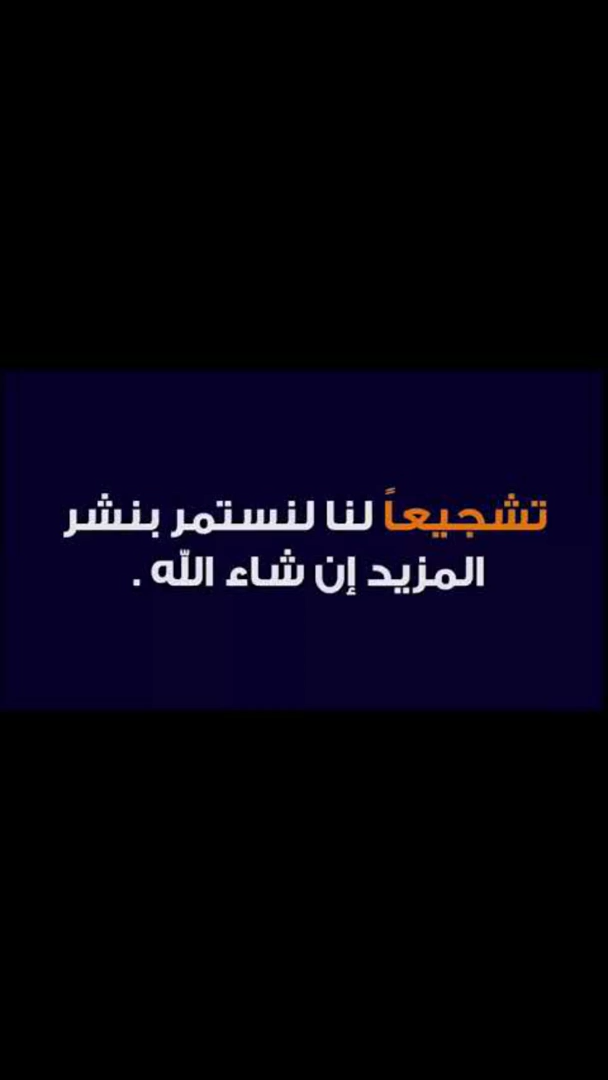 تشجيعاً لنا لنستمر بنشر
المزيد إن شاء الله .